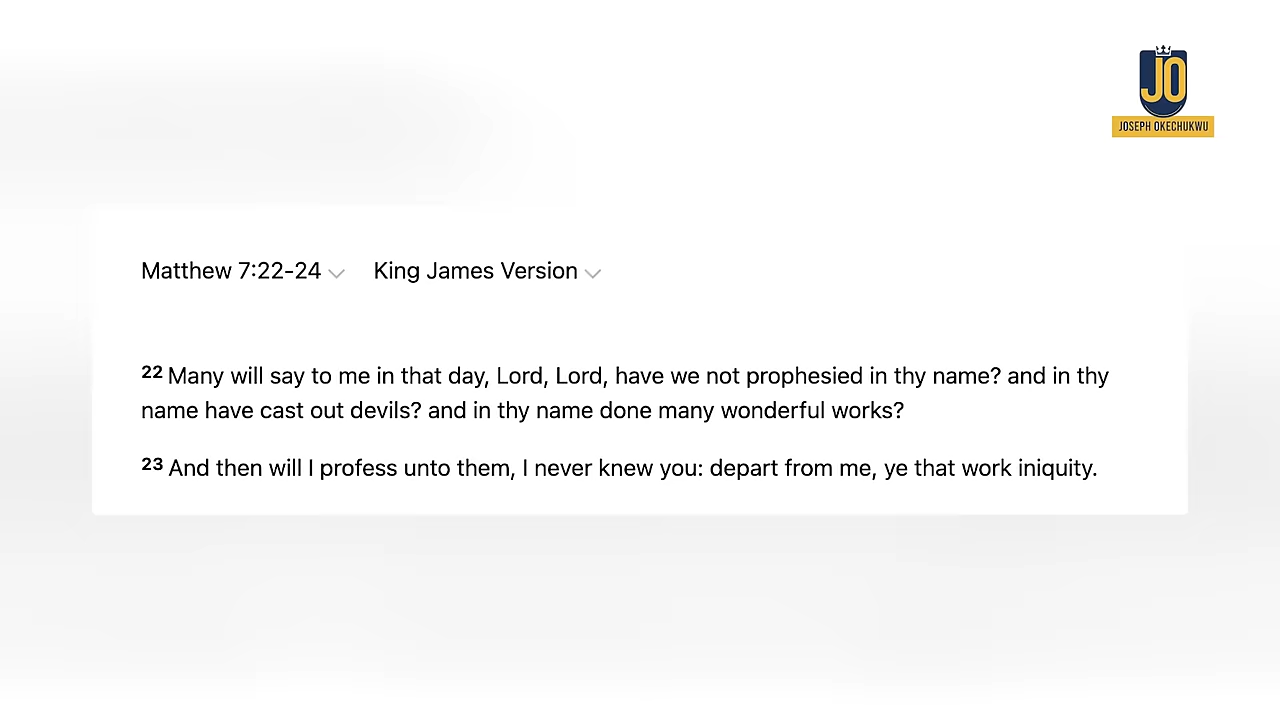 JO
JOSEPH OKECHUKWU
Matthew 7:22-24 King James Version
22 Many will say to me in that day, Lord, Lord, have we not prophesied in thy name? and in thy
name have cast out devils? and in thy name done many wonderful works?
23 And then will I profess unto them, I never knew you: depart from me, ye that work iniquity.